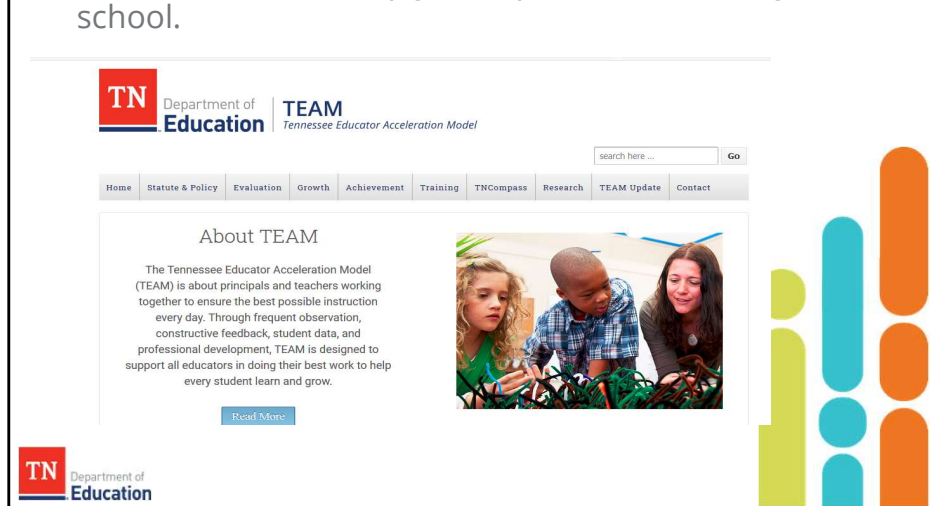 school.
TN
Department of
Education
TEAM
Tennessee Educator Acceleration Model
search here ...
Go
Home Statute & Policy Evaluation Growth Achievement Training TNCompass Research TEAM Update Contact
About TEAM
The Tennessee Educator Acceleration Model
(TEAM) is about principals and teachers working
together to ensure the best possible instruction
every day. Through frequent observation,
constructive feedback, student data, and
professional development, TEAM is designed to
support all educators in doing their best work to help
every student learn and grow.
Read More
TN
Department of
Education